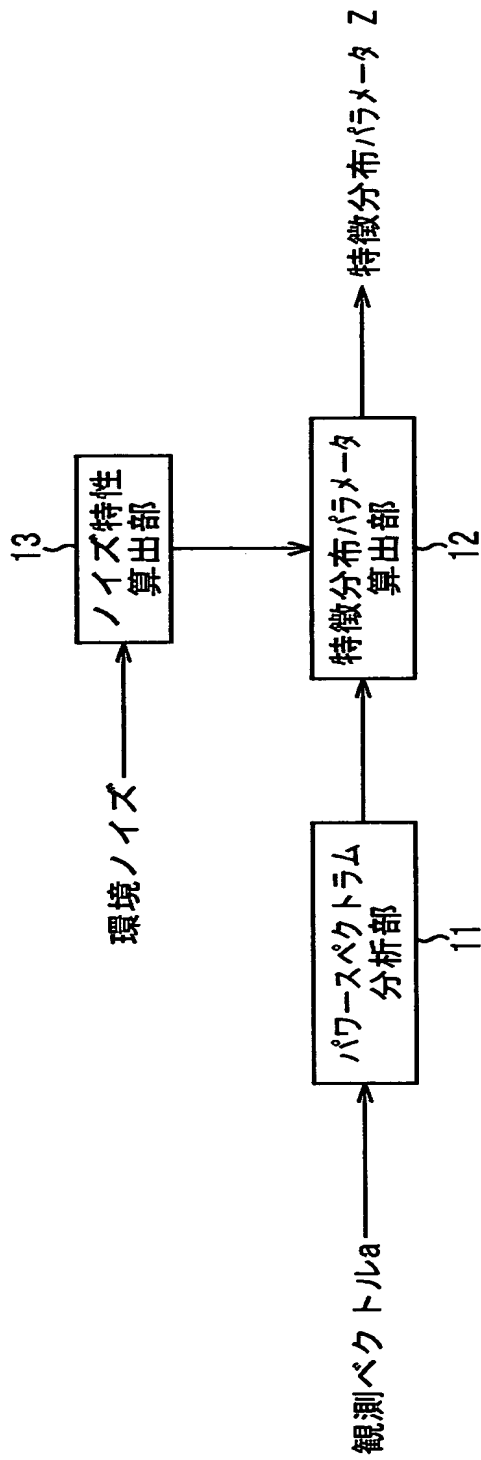 13
ノイズ特性
算出部
環境ノイズ
観測ベクトルa
パワースペクトラム
分析部
11
特徴分布パラメータ
算出部
12
特徴分布パラメータ Z